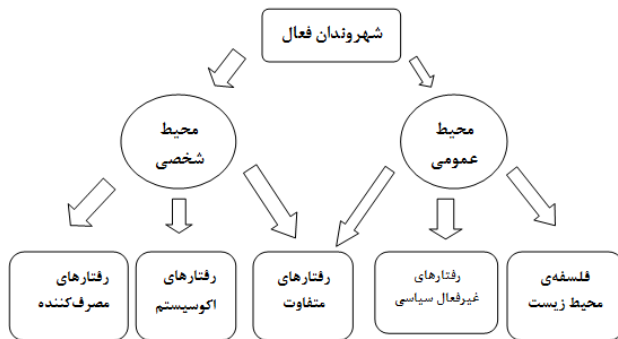 شهروندان فعال
محیط
عمومی
محیط
شخصی
فلسفه‌ی
محیط زیست
رفتارهای
غیرفعال سیاسی
رفتارهای
متفاوت
رفتارهای
اکوسیستم
رفتارهای
مصرف‌کننده